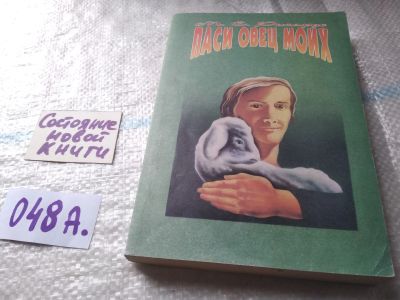 ПАСИ ОВЕЦ МОИХ
Состояние
новой
книги
048А.